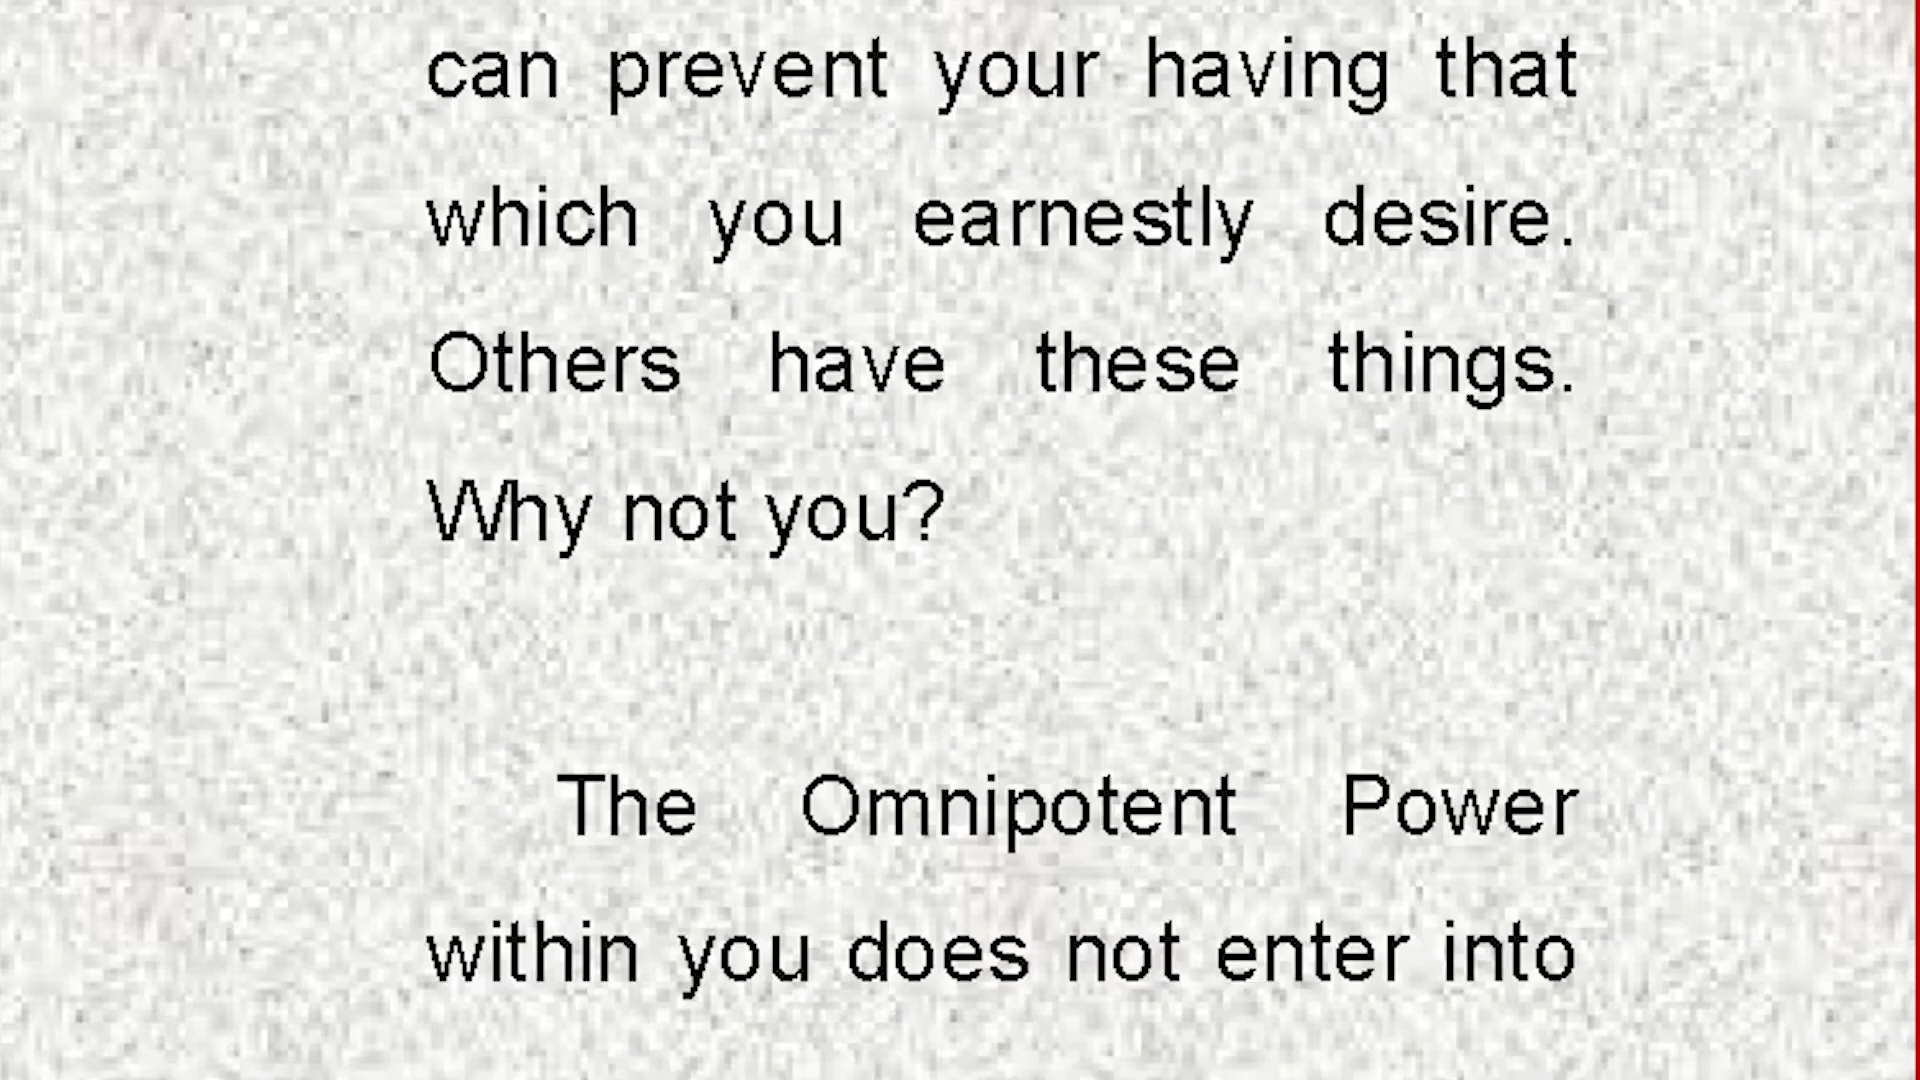 can prevent your having that
which you earnestly desire.
Others have these things.
Why not you?
The Omnipotent Power
within you does not enter into